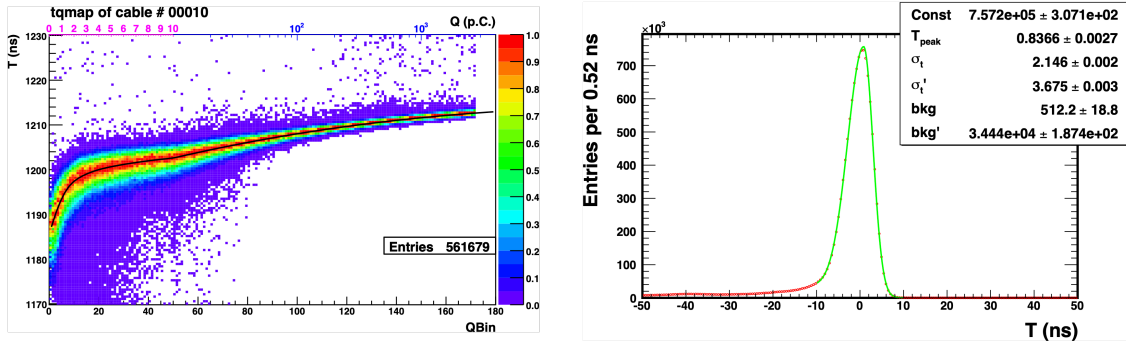 tqmap of cable # 00010
Q (p.C.)
0 1 2 3 4 5 6 7 8 9 10 10² 10³
T (ns)
1230
1220
1210
1200
1190
1180
1170
0 20 40 60 80 100 120 140 160 180
QBin
Entries 561679
1.0
0.9
0.8
0.7
0.6
0.5
0.4
0.3
0.2
0.1
0.0
×10³
Entries per 0.52 ns
700
600
500
400
300
200
100
0
-50 -40 -30 -20 -10 0 10 20 30 40 50
T (ns)
Const 7.572e+05 ± 3.071e+02
T_peak 0.8366 ± 0.0027
σ_t 2.146 ± 0.002
σ_t' 3.675 ± 0.003
bkg 512.2 ± 18.8
bkg' 3.444e+04 ± 1.874e+02